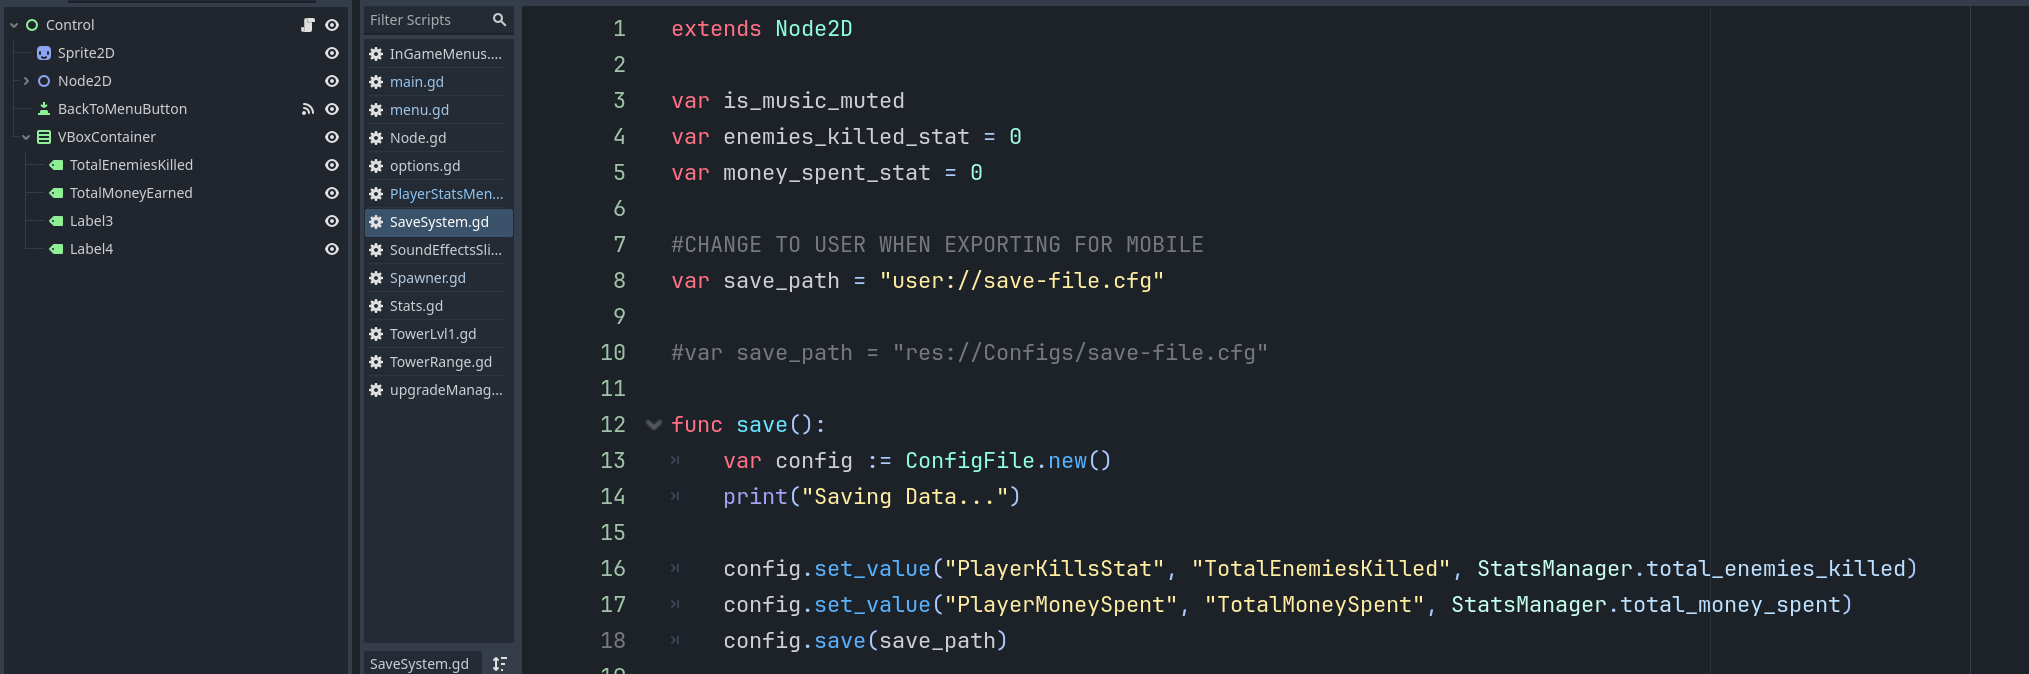 Control
Sprite2D
Node2D
BackToMenuButton
VBoxContainer
TotalEnemiesKilled
TotalMoneyEarned
Label3
Label4
Filter Scripts
InGameMenus....
main.gd
menu.gd
Node.gd
options.gd
PlayerStatsMen...
SaveSystem.gd
SoundEffectsSli...
Spawner.gd
Stats.gd
TowerLvl1.gd
TowerRange.gd
upgradeManag...
SaveSystem.gd
1 extends Node2D
2
3 var is_music_muted
4 var enemies_killed_stat = 0
5 var money_spent_stat = 0
6
7 #CHANGE TO USER WHEN EXPORTING FOR MOBILE
8 var save_path = "user://save-file.cfg"
9
10 #var save_path = "res://Configs/save-file.cfg"
11
12 func save():
13 var config := ConfigFile.new()
14 print("Saving Data...")
15
16 config.set_value("PlayerKillsStat", "TotalEnemiesKilled", StatsManager.total_enemies_killed)
17 config.set_value("PlayerMoneySpent", "TotalMoneySpent", StatsManager.total_money_spent)
18 config.save(save_path)